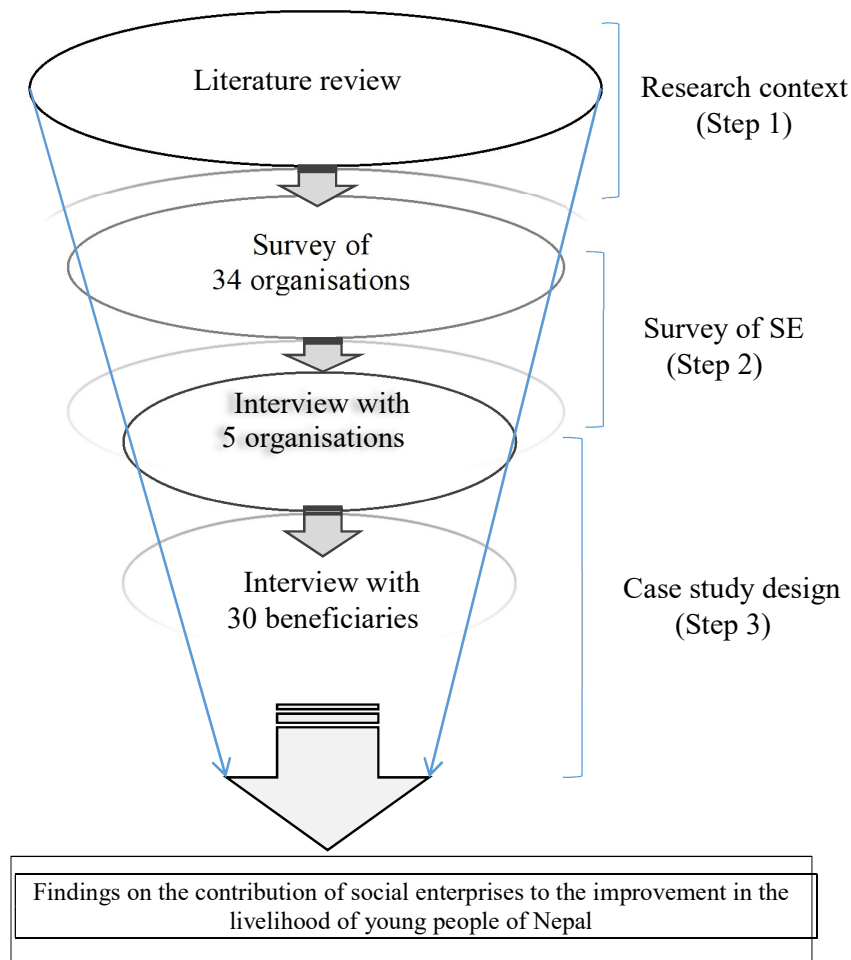 Literature review
Research context
(Step 1)
Survey of
34 organisations
Survey of SE
(Step 2)
Interview with
5 organisations
Interview with
30 beneficiaries
Case study design
(Step 3)
Findings on the contribution of social enterprises to the improvement in the
livelihood of young people of Nepal